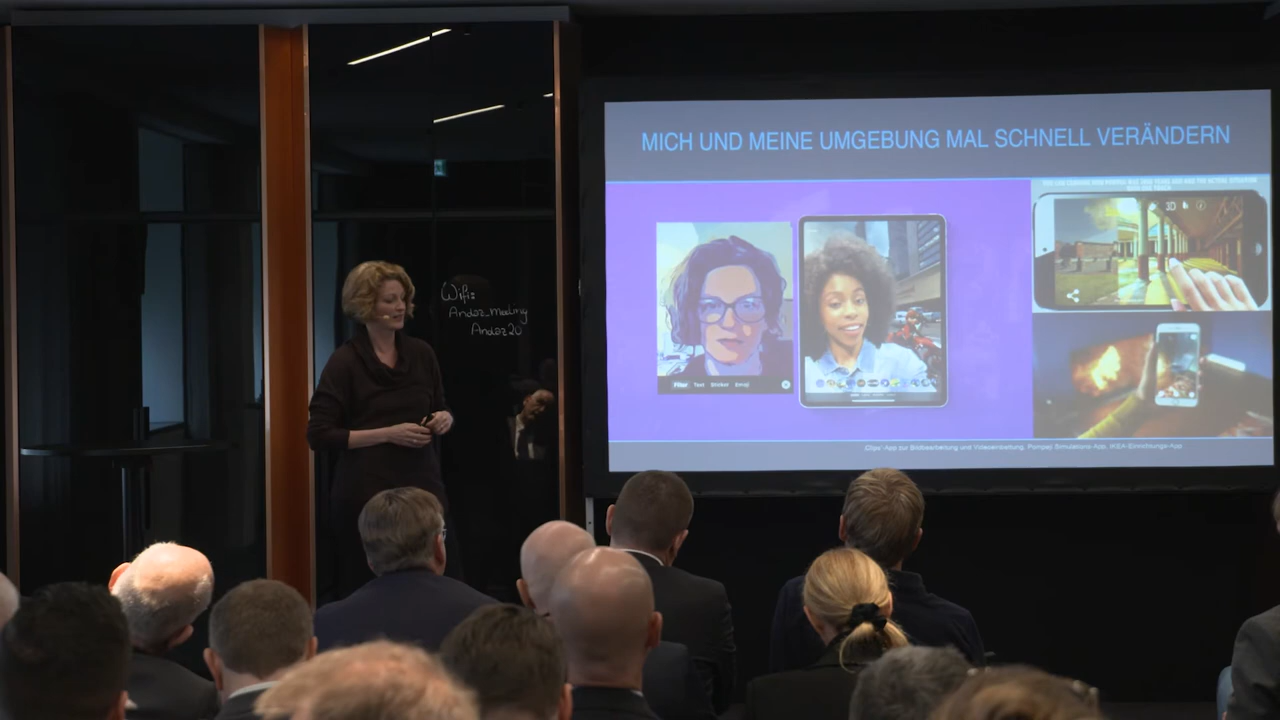 MICH UND MEINE UMGEBUNG MAL SCHNELL VERÄNDERN
3D
Wifi:
Andaz_Meeting
Andaz20
Filter Text Sticker Emoji
Clips' App zur Bildbearbeitung und Videobearbeitung, Pompeji Simulations-App, IKEA-Einrichtungs-App